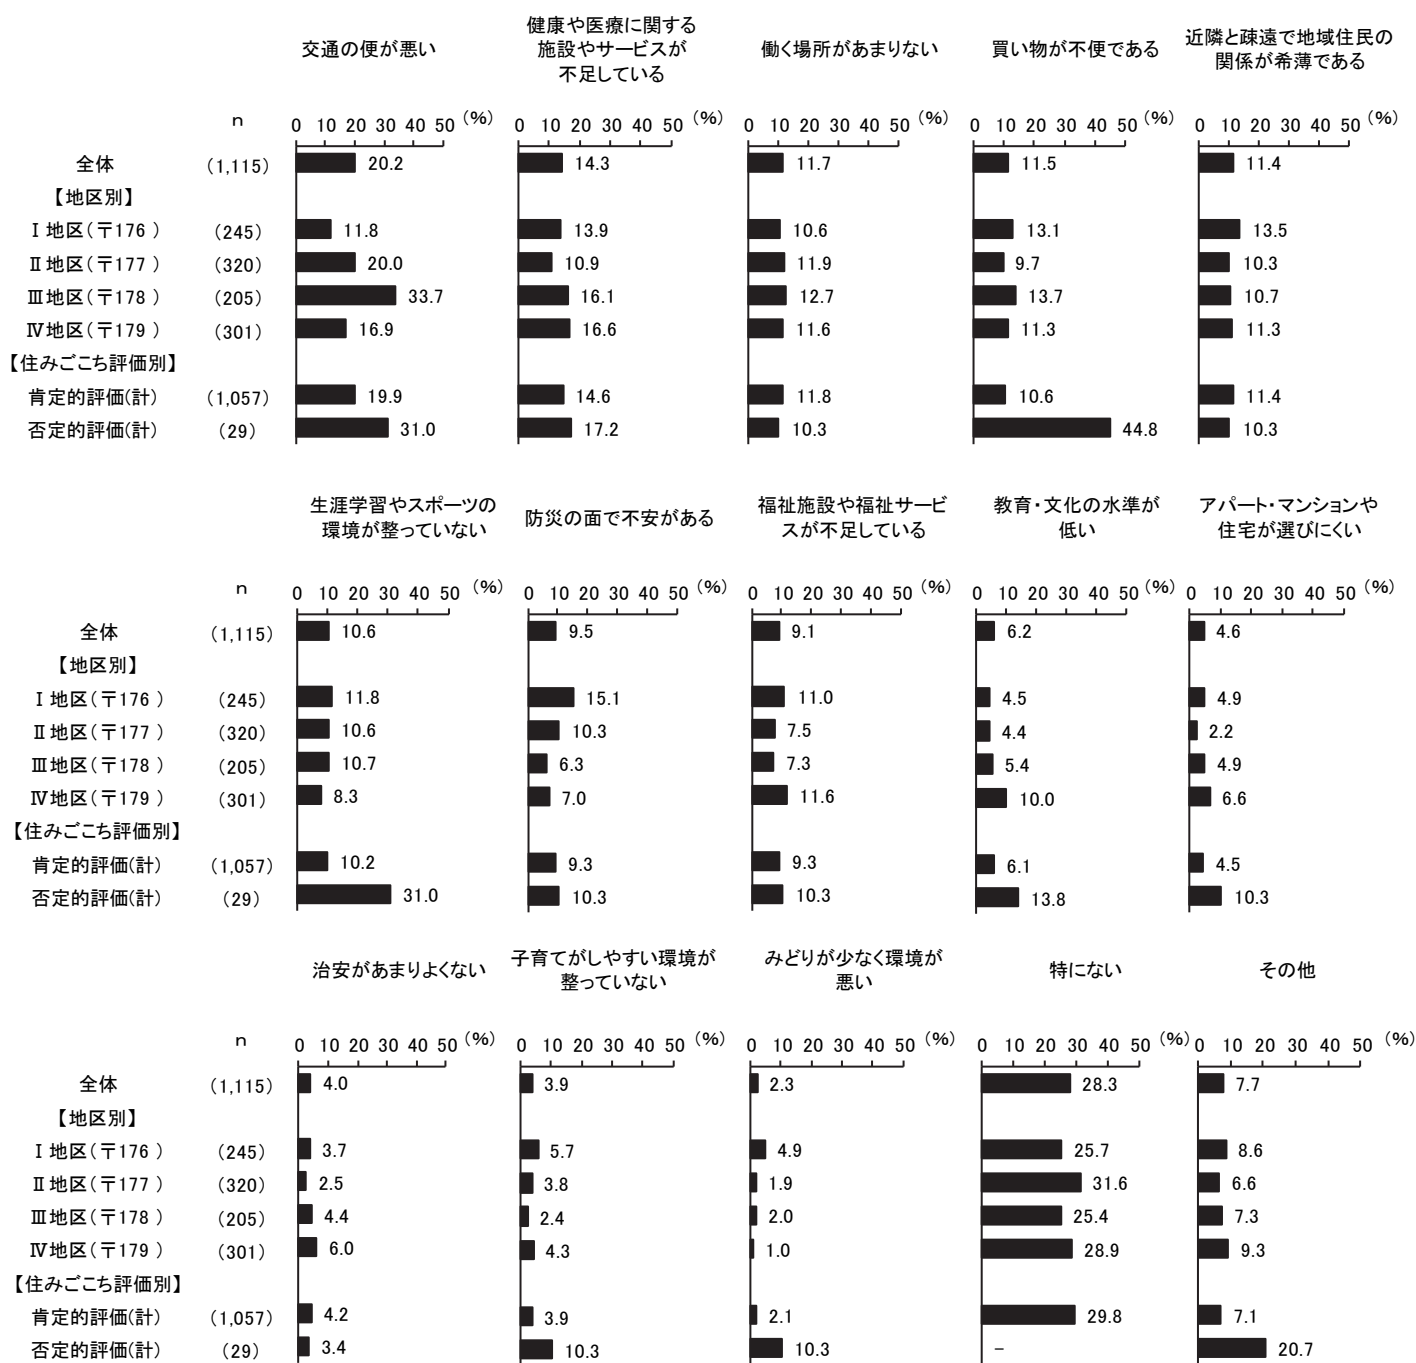 交通の便が悪い
健康や医療に関する
施設やサービスが
不足している
働く場所があまりない
買い物が不便である
近隣と疎遠で地域住民の
関係が希薄である
n 0 10 20 30 40 50 (%) 0 10 20 30 40 50 (%) 0 10 20 30 40 50 (%) 0 10 20 30 40 50 (%) 0 10 20 30 40 50 (%)
全体 (1,115) 20.2 14.3 11.7 11.5 11.4
【地区別】
Ⅰ地区(〒176 ) (245) 11.8 13.9 10.6 13.1 13.5
Ⅱ地区(〒177 ) (320) 20.0 10.9 11.9 9.7 10.3
Ⅲ地区(〒178 ) (205) 33.7 16.1 12.7 13.7 10.7
Ⅳ地区(〒179 ) (301) 16.9 16.6 11.6 11.3 11.3
【住みごこち評価別】
肯定的評価(計) (1,057) 19.9 14.6 11.8 10.6 11.4
否定的評価(計) (29) 31.0 17.2 10.3 44.8 10.3
生涯学習やスポーツの
環境が整っていない
防災の面で不安がある
福祉施設や福祉サービ
スが不足している
教育・文化の水準が
低い
アパート・マンションや
住宅が選びにくい
n 0 10 20 30 40 50 (%) 0 10 20 30 40 50 (%) 0 10 20 30 40 50 (%) 0 10 20 30 40 50 (%) 0 10 20 30 40 50 (%)
全体 (1,115) 10.6 9.5 9.1 6.2 4.6
【地区別】
Ⅰ地区(〒176 ) (245) 11.8 15.1 11.0 4.5 4.9
Ⅱ地区(〒177 ) (320) 10.6 10.3 7.5 4.4 2.2
Ⅲ地区(〒178 ) (205) 10.7 6.3 7.3 5.4 4.9
Ⅳ地区(〒179 ) (301) 8.3 7.0 11.6 10.0 6.6
【住みごこち評価別】
肯定的評価(計) (1,057) 10.2 9.3 9.3 6.1 4.5
否定的評価(計) (29) 31.0 10.3 10.3 13.8 10.3
治安があまりよくない
子育てがしやすい環境が
整っていない
みどりが少なく環境が
悪い
特にない
その他
n 0 10 20 30 40 50 (%) 0 10 20 30 40 50 (%) 0 10 20 30 40 50 (%) 0 10 20 30 40 50 (%) 0 10 20 30 40 50 (%)
全体 (1,115) 4.0 3.9 2.3 28.3 7.7
【地区別】
Ⅰ地区(〒176 ) (245) 3.7 5.7 4.9 25.7 8.6
Ⅱ地区(〒177 ) (320) 2.5 3.8 1.9 31.6 6.6
Ⅲ地区(〒178 ) (205) 4.4 2.4 2.0 25.4 7.3
Ⅳ地区(〒179 ) (301) 6.0 4.3 1.0 28.9 9.3
【住みごこち評価別】
肯定的評価(計) (1,057) 4.2 3.9 2.1 29.8 7.1
否定的評価(計) (29) 3.4 10.3 10.3 － 20.7